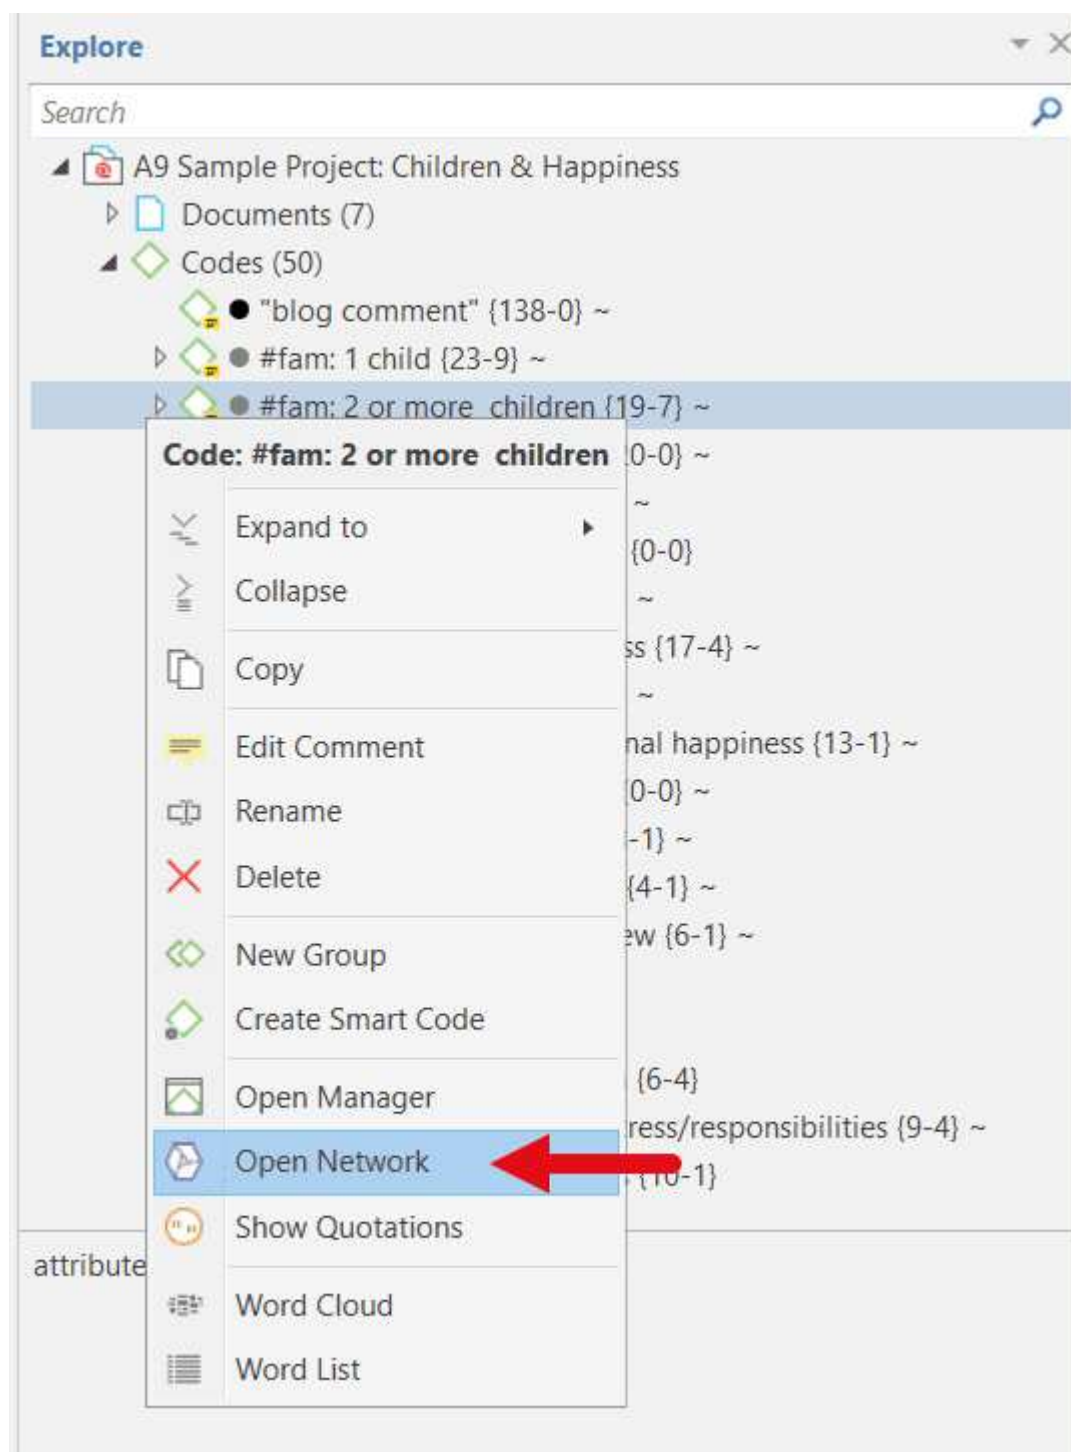 Explore
Search
A9 Sample Project: Children & Happiness
Documents (7)
Codes (50)
"blog comment" {138-0} ~
#fam: 1 child {23-9} ~
#fam: 2 or more  children {19-7} ~
Code: #fam: 2 or more  children
0-0} ~
Expand to
~
{0-0}
Collapse
~
ss {17-4} ~
Copy
~
Edit Comment
nal happiness {13-1} ~
Rename
0-0} ~
-1} ~
Delete
{4-1} ~
New Group
ew {6-1} ~
Create Smart Code
Open Manager
{6-4}
ress/responsibilities {9-4} ~
Open Network
{10-1}
Show Quotations
attribute
Word Cloud
Word List